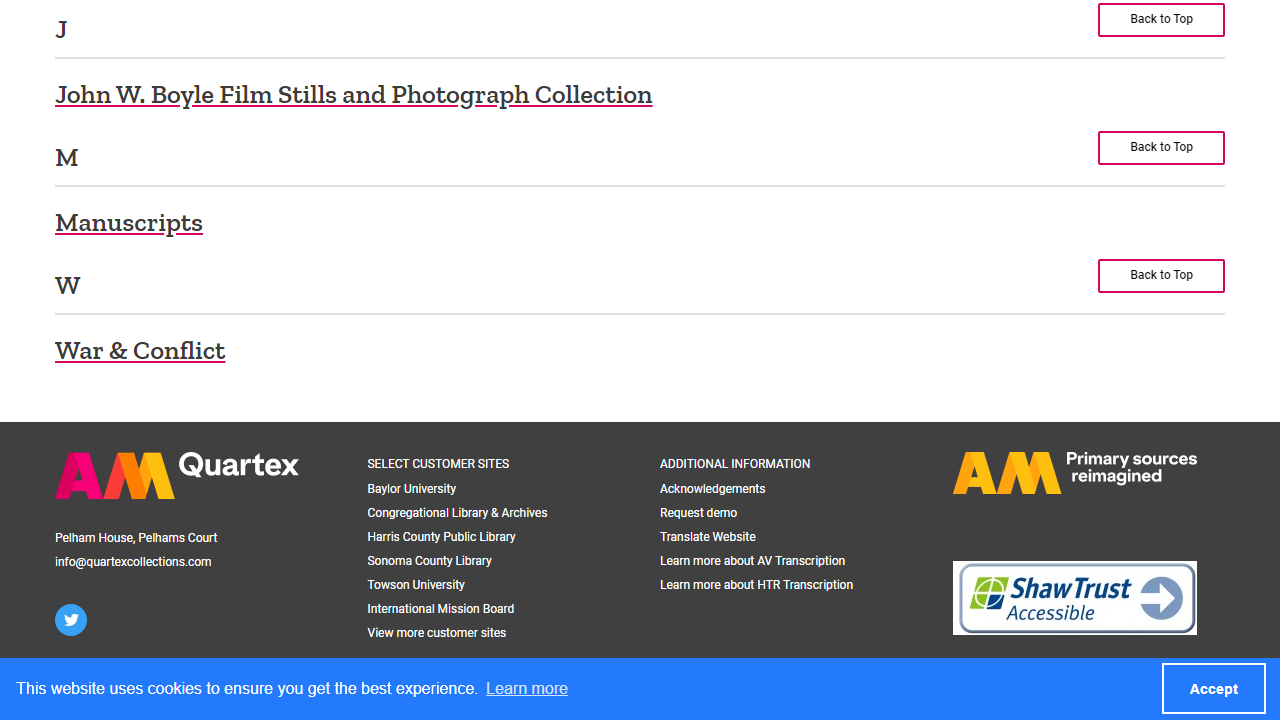 J
Back to Top
John W. Boyle Film Stills and Photograph Collection
M
Back to Top
Manuscripts
W
Back to Top
War & Conflict
AM Quartex
Pelham House, Pelhams Court
info@quartexcollections.com
SELECT CUSTOMER SITES
Baylor University
Congregational Library & Archives
Harris County Public Library
Sonoma County Library
Towson University
International Mission Board
View more customer sites
ADDITIONAL INFORMATION
Acknowledgements
Request demo
Translate Website
Learn more about AV Transcription
Learn more about HTR Transcription
AM Primary sources
reimagined
ShawTrust
Accessible
This website uses cookies to ensure you get the best experience. Learn more
Accept